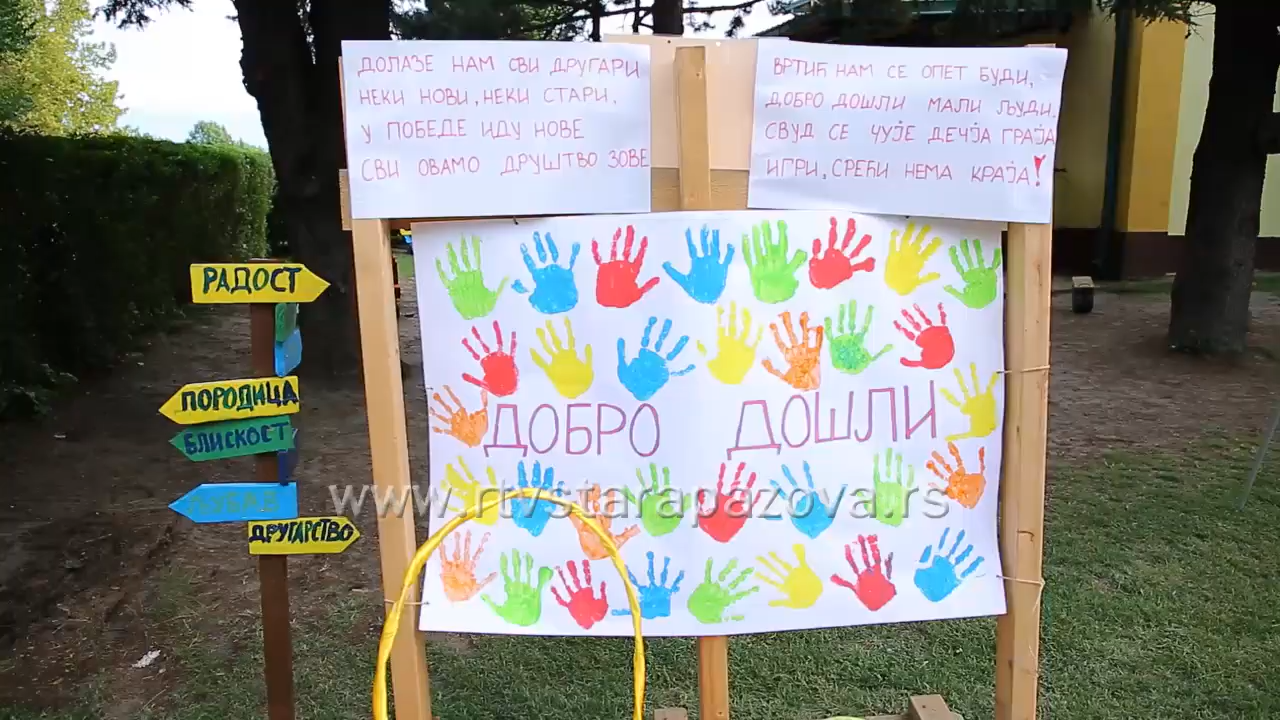 ДОЛАЗЕ НАМ СВИ ДРУГАРИ
НЕКИ НОВИ, НЕКИ СТАРИ,
У ПОБЕДЕ ИДУ НОВЕ
СВИ ОВАМО ДРУШТВО ЗОВЕ
ВРТИЋ НАМ СЕ ОПЕТ БУДИ,
ДОБРО ДОШЛИ МАЛИ ЉУДИ,
СВУД СЕ ЧУЈЕ ДЕЧЈА ГРАЈА
ИГРИ, СРЕЋИ НЕМА КРАЈА!
РАДОСТ
ПОРОДИЦА
БЛИСКОСТ
ЉУБАВ
ДРУГАРСТВО
ДОБРО ДОШЛИ
www.rtvstarapazova.rs